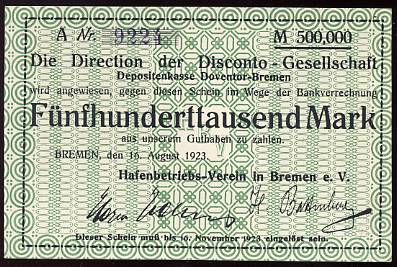 A Nr. 9224 M 500,000
Die Direction der Disconto-Gesellschaft
Depositenkasse Doventor-Bremen
wird angewiesen, gegen diesen Schein im Wege der Bankverrechnung
Fünfhunderttausend Mark
aus unserem Guthaben zu zahlen.
BREMEN, den 16. August 1923.
Hafenbetriebs-Verein in Bremen e. V.
Dieser Schein muß bis 16. November 1923 eingelöst sein.